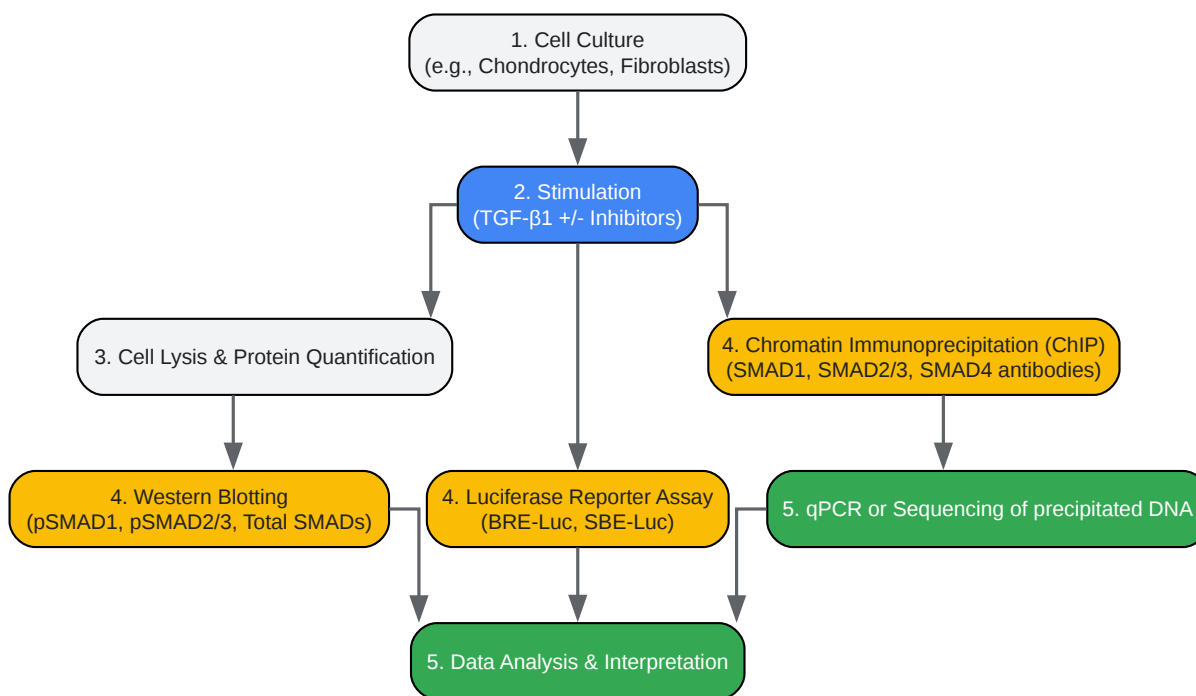 1. Cell Culture
(e.g., Chondrocytes, Fibroblasts)
2. Stimulation
(TGF-β1 +/- Inhibitors)
3. Cell Lysis & Protein Quantification
4. Chromatin Immunoprecipitation (ChIP)
(SMAD1, SMAD2/3, SMAD4 antibodies)
4. Western Blotting
(pSMAD1, pSMAD2/3, Total SMADs)
4. Luciferase Reporter Assay
(BRE-Luc, SBE-Luc)
5. qPCR or Sequencing of precipitated DNA
5. Data Analysis & Interpretation